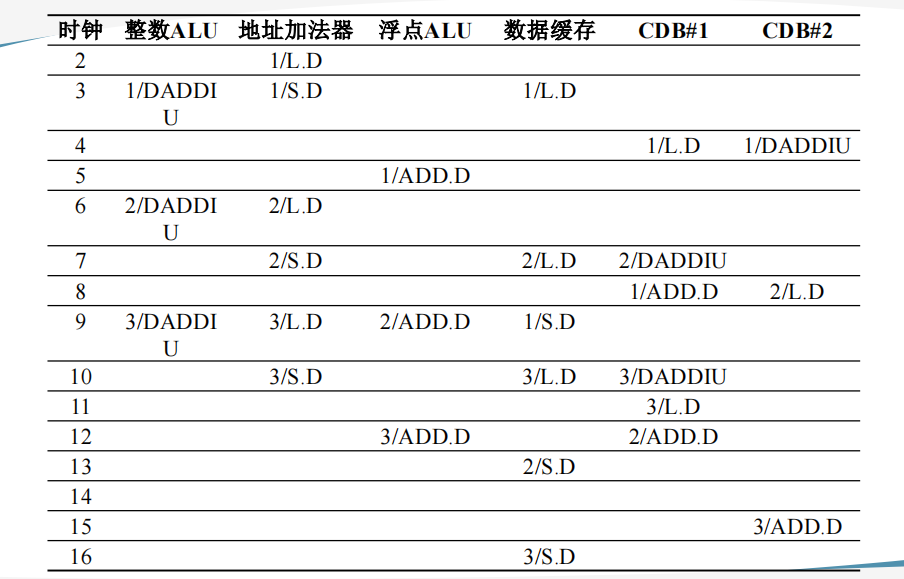 时钟 整数ALU 地址加法器 浮点ALU 数据缓存 CDB#1 CDB#2
2 1/L.D
3 1/DADDI 1/S.D 1/L.D
U
4 1/L.D 1/DADDIU
5 1/ADD.D
6 2/DADDI 2/L.D
U
7 2/S.D 2/L.D 2/DADDIU
8 1/ADD.D 2/L.D
9 3/DADDI 3/L.D 2/ADD.D 1/S.D
U
10 3/S.D 3/L.D 3/DADDIU
11 3/L.D
12 3/ADD.D 2/ADD.D
13 2/S.D
14
15 3/ADD.D
16 3/S.D